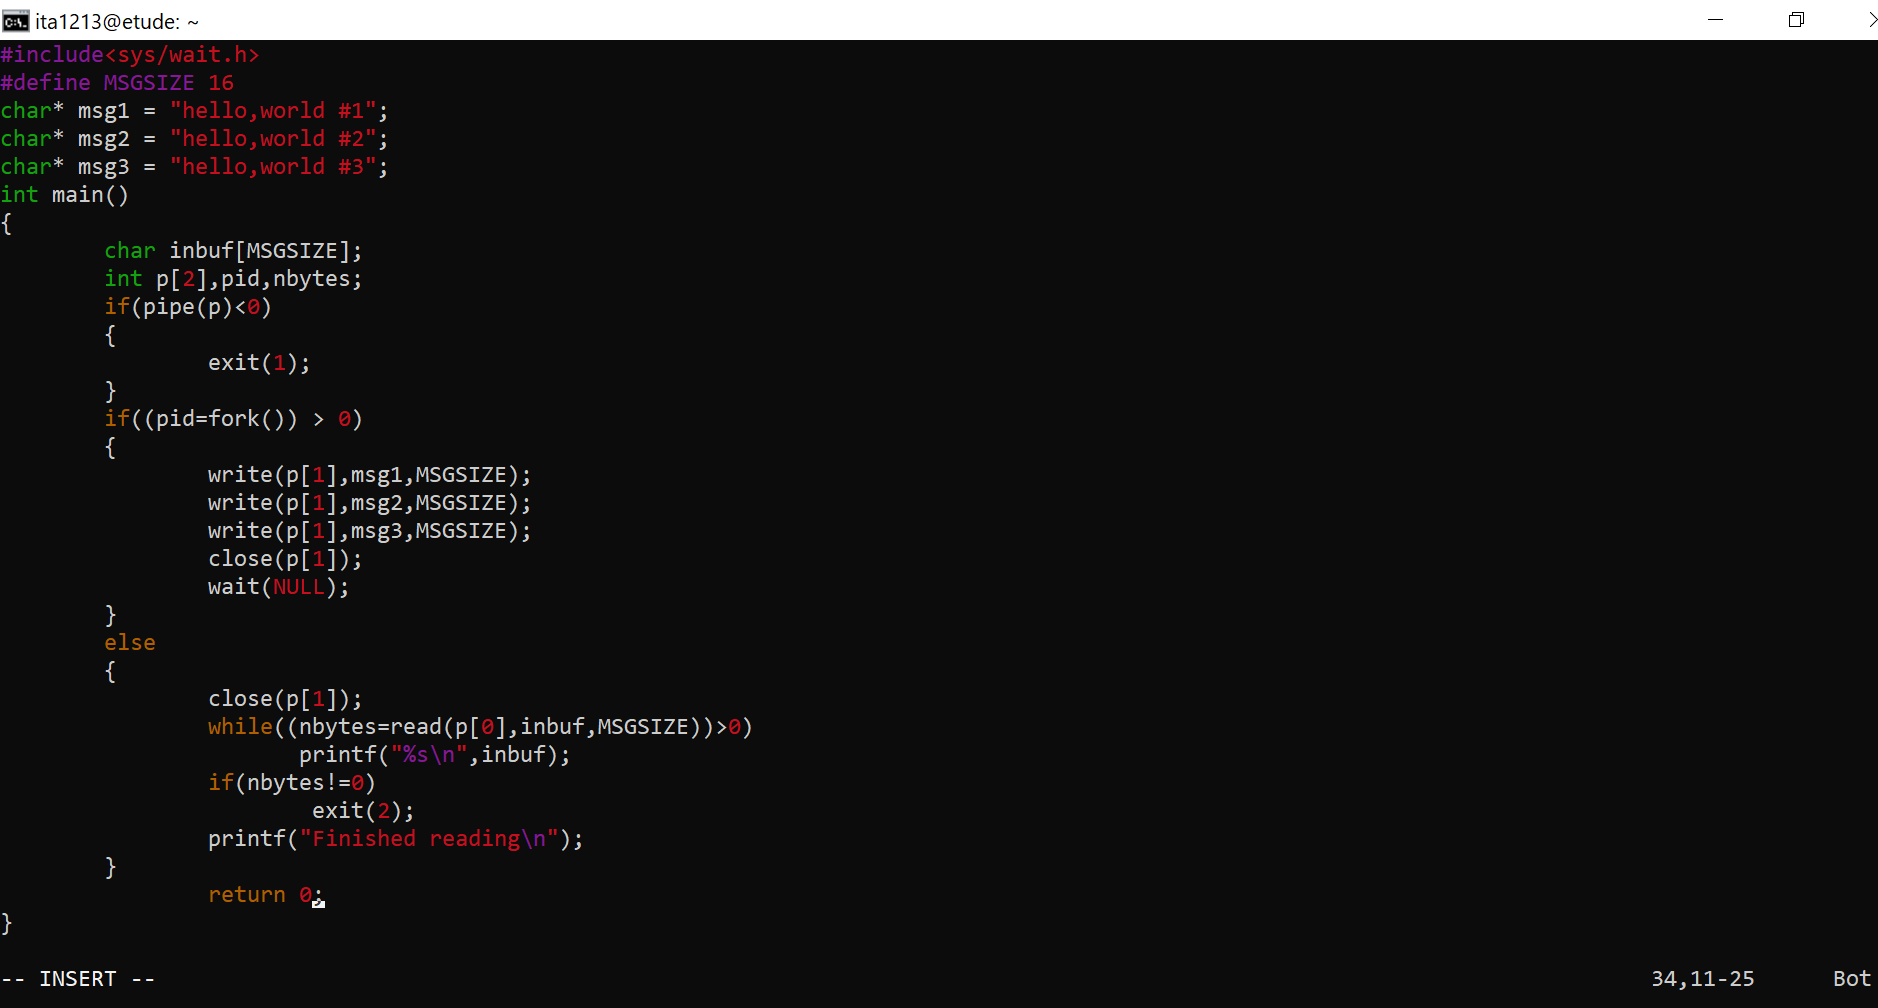 ita1213@etude: ~
#include<sys/wait.h>
#define MSGSIZE 16
char* msg1 = "hello,world #1";
char* msg2 = "hello,world #2";
char* msg3 = "hello,world #3";
int main()
{
        char inbuf[MSGSIZE];
        int p[2],pid,nbytes;
        if(pipe(p)<0)
        {
                exit(1);
        }
        if((pid=fork()) > 0)
        {
                write(p[1],msg1,MSGSIZE);
                write(p[1],msg2,MSGSIZE);
                write(p[1],msg3,MSGSIZE);
                close(p[1]);
                wait(NULL);
        }
        else
        {
                close(p[1]);
                while((nbytes=read(p[0],inbuf,MSGSIZE))>0)
                       printf("%s\n",inbuf);
                if(nbytes!=0)
                        exit(2);
                printf("Finished reading\n");
        }
                return 0;
}
-- INSERT --                                                                                                                   34,11-25      Bot